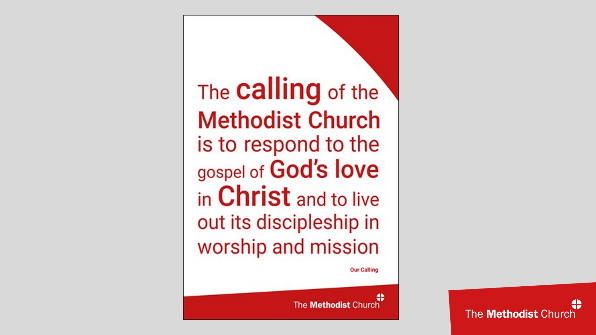 The calling of the
Methodist Church
is to respond to the
gospel of God's love
in Christ and to live
out its discipleship in
worship and mission
Our Calling
The Methodist Church
The Methodist Church